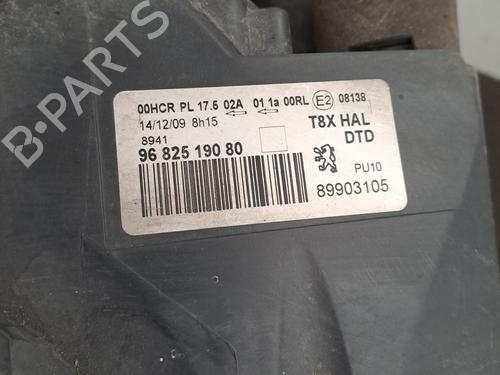 00HCR PL 17.5 02A 01 1a 00RL E2 08138
14/12/09 8h15
8941
T8X HAL
DTD
96 825 190 80
PU10
89903105
B-PARTS